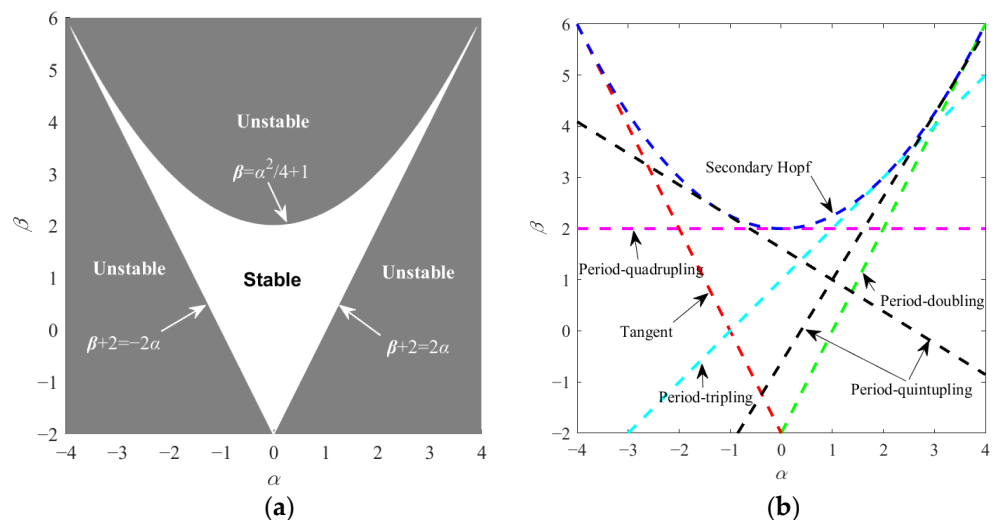 6
5
4
3
2
1
0
−1
−2
β
−4 −3 −2 −1 0 1 2 3 4
α
Unstable
β=α²/4+1
Unstable
Stable
Unstable
β+2=−2α
β+2=2α
(a)
6
5
4
3
2
1
0
−1
−2
β
−4 −3 −2 −1 0 1 2 3 4
α
Secondary Hopf
Period-quadrupling
Period-doubling
Tangent
Period-tripling
Period-quintupling
(b)